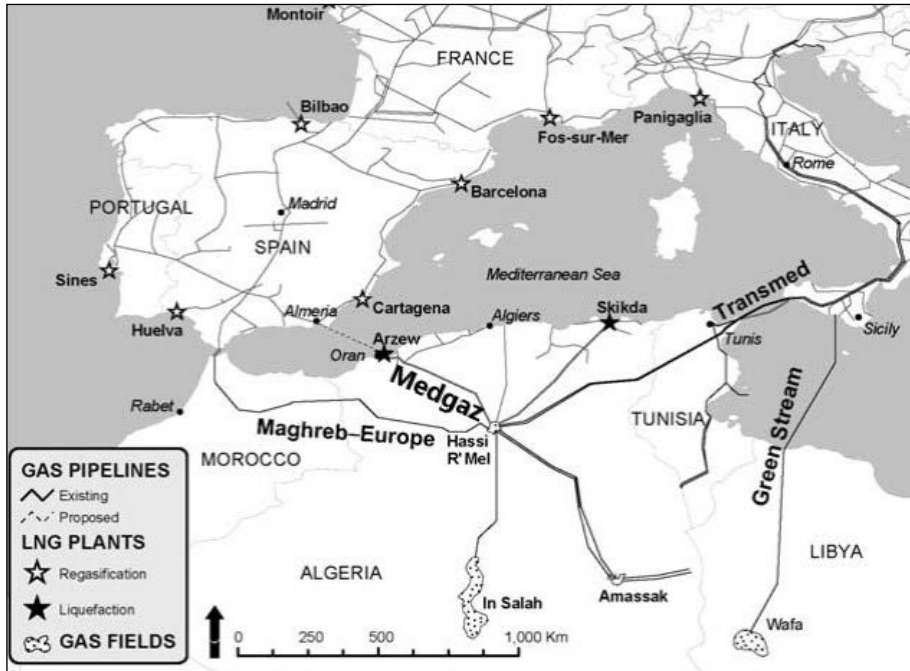 Montoir
FRANCE
Bilbao
Fos-sur-Mer
Panigaglia
ITALY
Rome
Barcelona
Madrid
PORTUGAL
SPAIN
Sines
Huelva
Almeria
Cartagena
Mediterranean Sea
Algiers
Skikda
Transmed
Tunis
Sicily
Arzew
Oran
Medgaz
Rabet
Maghreb–Europe
Hassi
R' Mel
TUNISIA
Green Stream
MOROCCO
ALGERIA
LIBYA
In Salah
Amassak
Wafa
GAS PIPELINES
Existing
Proposed
LNG PLANTS
Regasification
Liquefaction
GAS FIELDS
0 250 500 1,000 Km